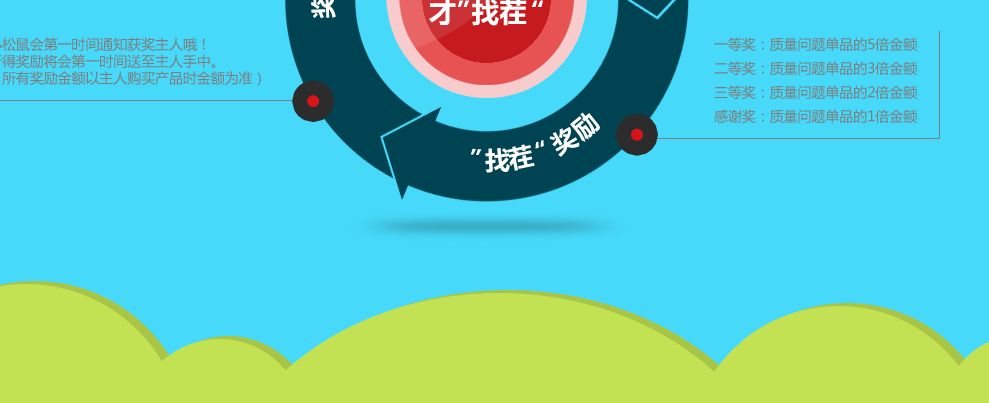 奖
才”找茬“
松鼠会第一时间通知获奖主人哦！
得奖励将会第一时间送至主人手中。
所有奖励金额以主人购买产品时金额为准）
一等奖：质量问题单品的5倍金额
二等奖：质量问题单品的3倍金额
三等奖：质量问题单品的2倍金额
感谢奖：质量问题单品的1倍金额
”找茬“奖励